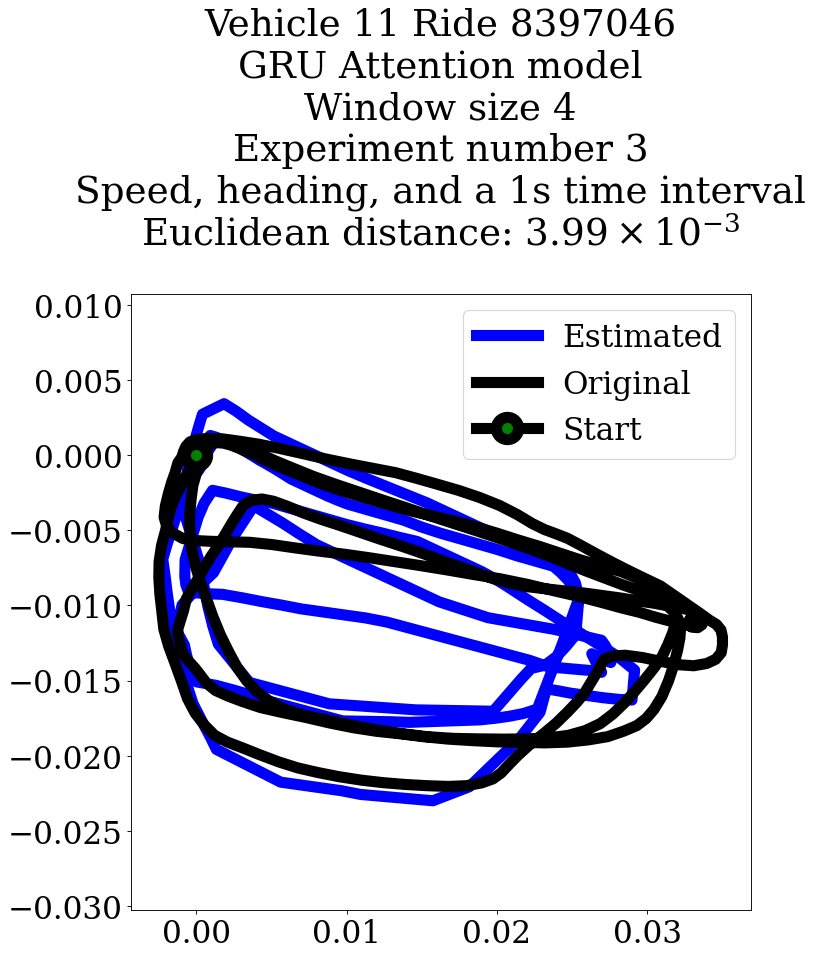 Vehicle 11 Ride 8397046
GRU Attention model
Window size 4
Experiment number 3
Speed, heading, and a 1s time interval
Euclidean distance: 3.99 × 10⁻³
0.010
0.005
0.000
−0.005
−0.010
−0.015
−0.020
−0.025
−0.030
Estimated
Original
Start
0.00 0.01 0.02 0.03